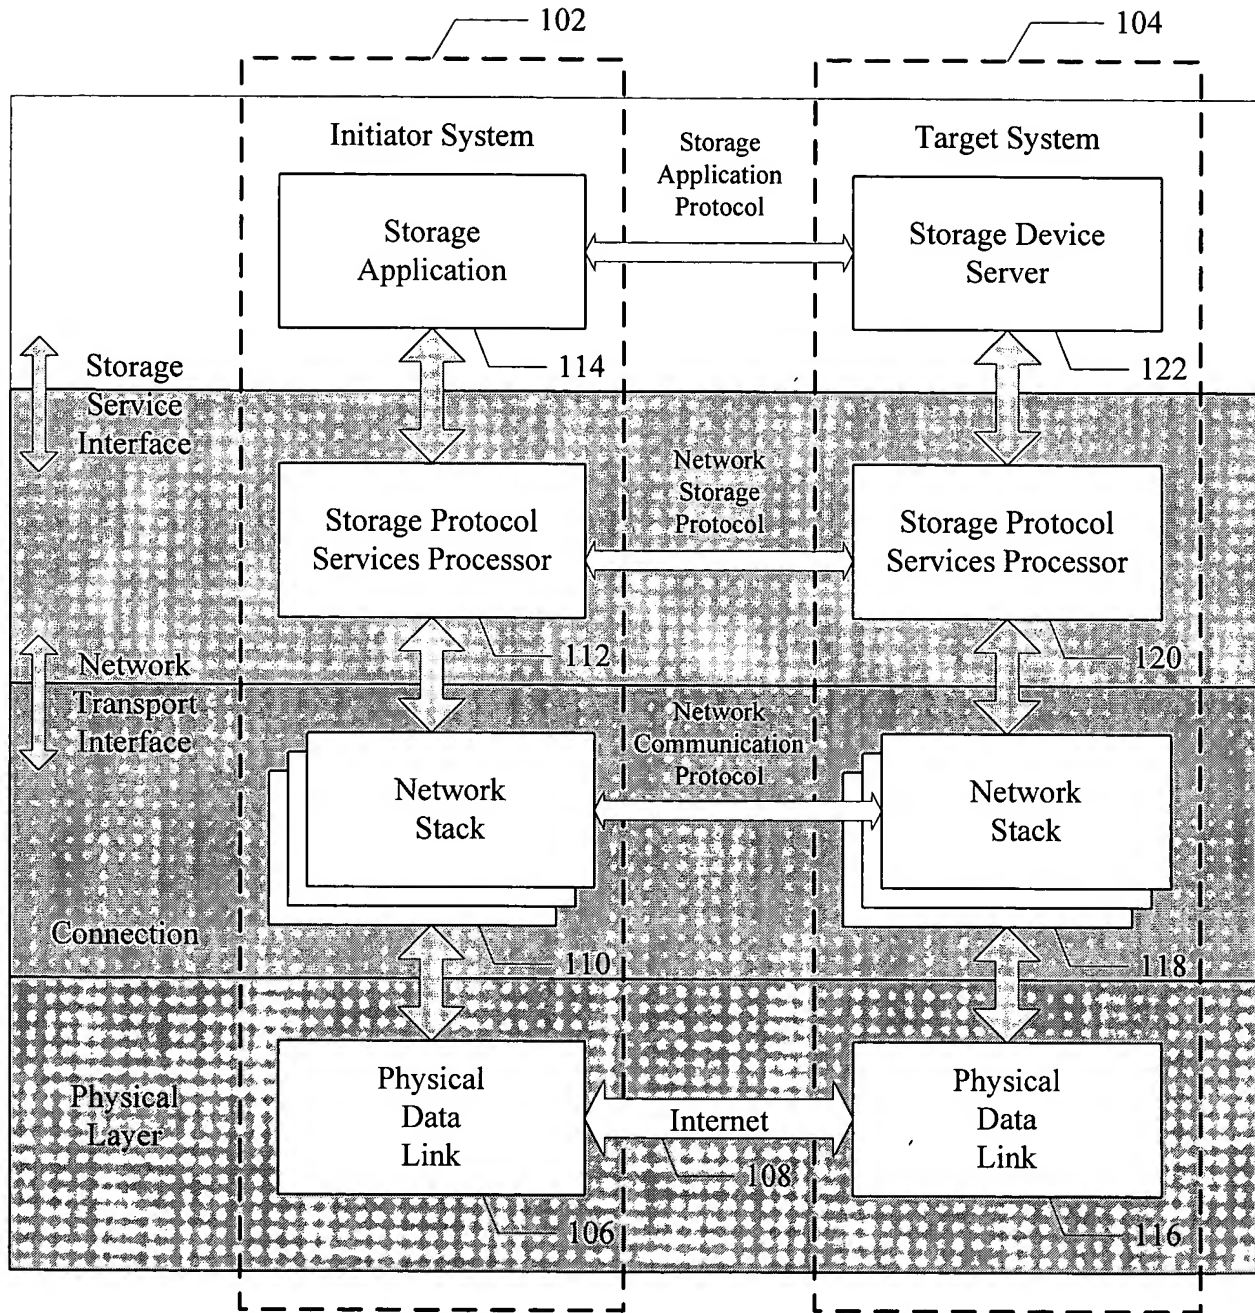 102
104
Initiator System
Storage
Application
Protocol
Target System
Storage
Application
Storage Device
Server
114
122
Storage
Service
Interface
Network
Storage
Protocol
Storage Protocol
Services Processor
Storage Protocol
Services Processor
112
120
Network
Transport
Interface
Network
Communication
Protocol
Network
Stack
Network
Stack
Connection
110
118
Physical
Layer
Physical
Data
Link
Internet
108
Physical
Data
Link
106
116